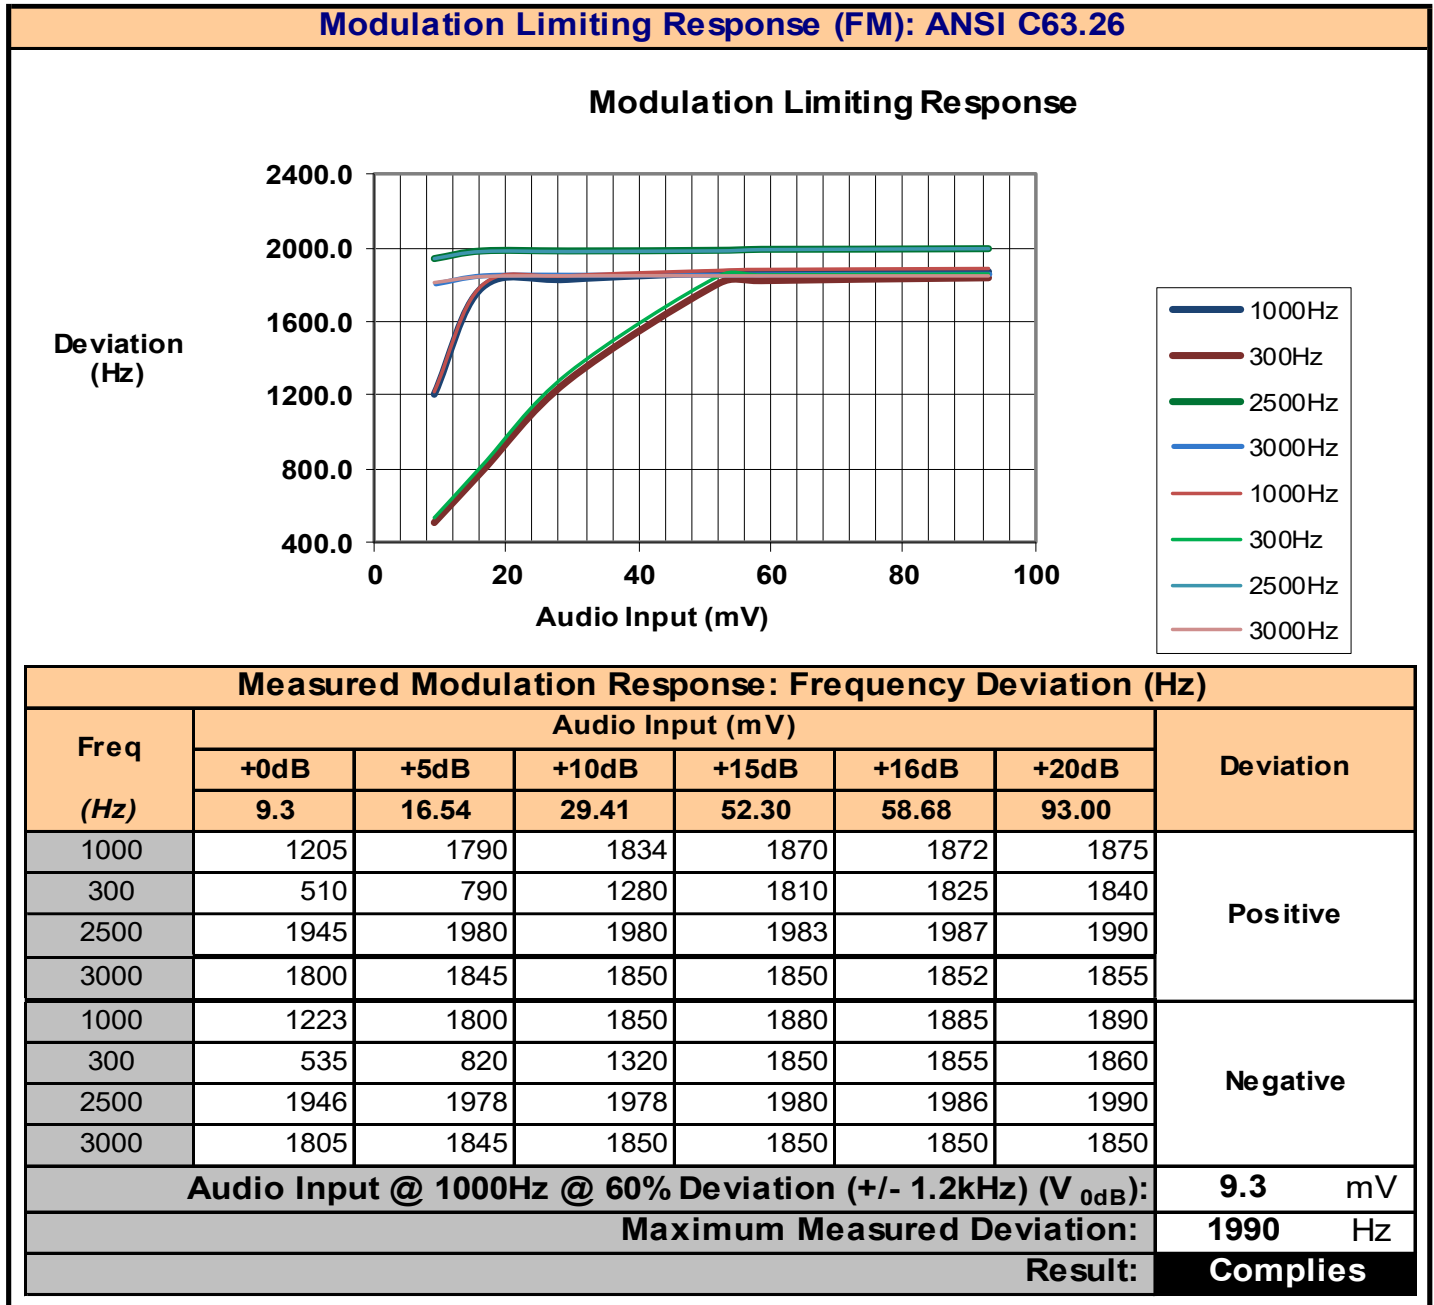 Modulation Limiting Response (FM): ANSI C63.26
Modulation Limiting Response
2400.0
2000.0
1600.0
1200.0
800.0
400.0
Deviation
(Hz)
0 20 40 60 80 100
Audio Input (mV)
1000Hz
300Hz
2500Hz
3000Hz
1000Hz
300Hz
2500Hz
3000Hz
Measured Modulation Response: Frequency Deviation (Hz)
Freq Audio Input (mV) Deviation
+0dB +5dB +10dB +15dB +16dB +20dB
(Hz) 9.3 16.54 29.41 52.30 58.68 93.00
1000 1205 1790 1834 1870 1872 1875
300 510 790 1280 1810 1825 1840
Positive
2500 1945 1980 1980 1983 1987 1990
3000 1800 1845 1850 1850 1852 1855
1000 1223 1800 1850 1880 1885 1890
300 535 820 1320 1850 1855 1860
Negative
2500 1946 1978 1978 1980 1986 1990
3000 1805 1845 1850 1850 1850 1850
Audio Input @ 1000Hz @ 60% Deviation (+/- 1.2kHz) (V 0dB): 9.3 mV
Maximum Measured Deviation: 1990 Hz
Result: Complies